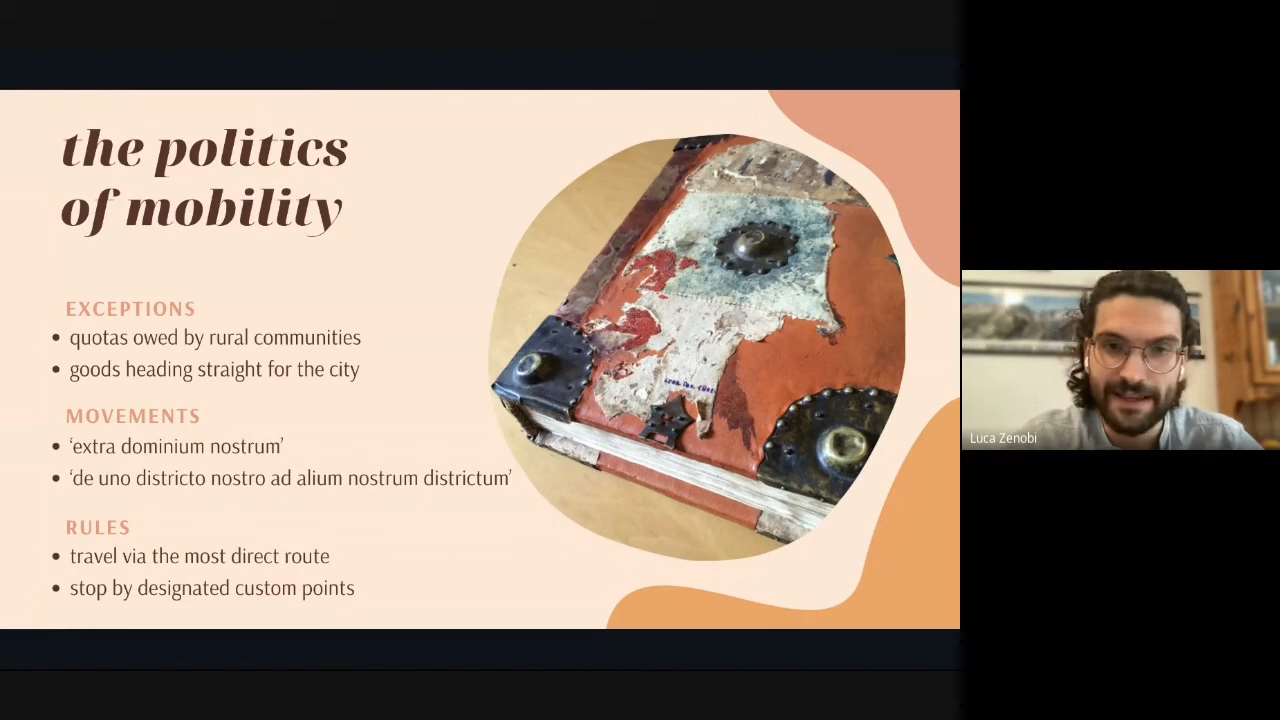 the politics
of mobility
EXCEPTIONS
• quotas owed by rural communities
• goods heading straight for the city
MOVEMENTS
• ‘extra dominium nostrum’
• ‘de uno districto nostro ad alium nostrum districtum’
RULES
• travel via the most direct route
• stop by designated custom points
Luca Zenobi